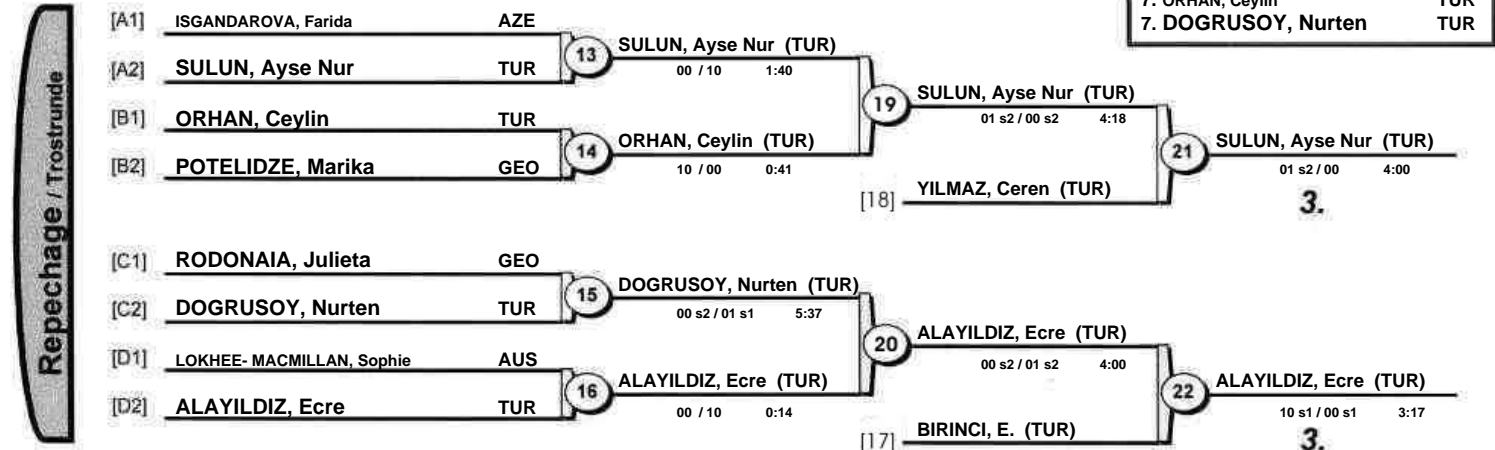 7. ORHAN, Ceylin TUR
7. DOGRUSOY, Nurten TUR
Repechage / Trostrunde
[A1] ISGANDAROVA, Farida AZE
13 SULUN, Ayse Nur (TUR)
[A2] SULUN, Ayse Nur TUR
00 / 10 1:40
19 SULUN, Ayse Nur (TUR)
[B1] ORHAN, Ceylin TUR
01 s2 / 00 s2 4:18
14 ORHAN, Ceylin (TUR)
21 SULUN, Ayse Nur (TUR)
[B2] POTELIDZE, Marika GEO
10 / 00 0:41
01 s2 / 00 4:00
[18] YILMAZ, Ceren (TUR)
3.
[C1] RODONAIA, Julieta GEO
15 DOGRUSOY, Nurten (TUR)
[C2] DOGRUSOY, Nurten TUR
00 s2 / 01 s1 5:37
20 ALAYILDIZ, Ecre (TUR)
[D1] LOKHEE- MACMILLAN, Sophie AUS
00 s2 / 01 s2 4:00
16 ALAYILDIZ, Ecre (TUR)
22 ALAYILDIZ, Ecre (TUR)
[D2] ALAYILDIZ, Ecre TUR
00 / 10 0:14
10 s1 / 00 s1 3:17
[17] BIRINCI, E. (TUR)
3.